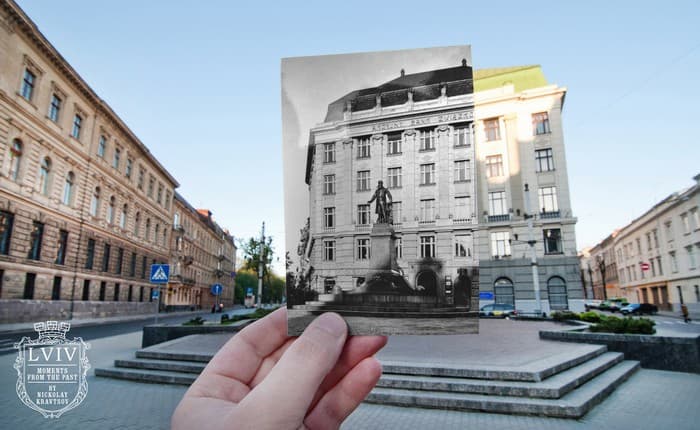 LVIV
MOMENTS
FROM THE PAST
BY
NICKOLAY
KRAVTSOV